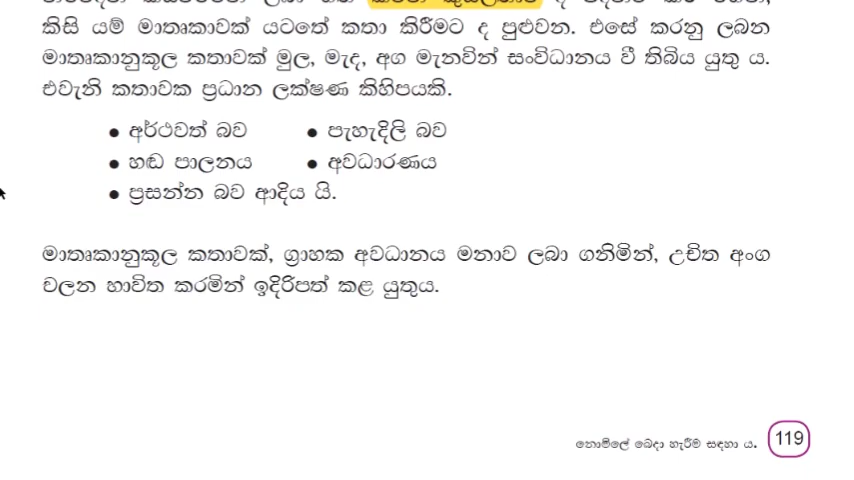 කිසි යම් මාතෘකාවක් යටතේ කතා කිරීමට ද පුළුවන. එසේ කරනු ලබන
මාතෘකානුකූල කතාවක් මුල, මැද, අග මැනවින් සංවිධානය වී තිබිය යුතු ය.
එවැනි කතාවක ප්‍රධාන ලක්ෂණ කිහිපයකි.
● අර්ථවත් බව ● පැහැදිලි බව
● හඬ පාලනය ● අවධාරණය
● ප්‍රසන්න බව ආදිය යි.
මාතෘකානුකූල කතාවක්, ග්‍රාහක අවධානය මනාව ලබා ගනිමින්, උචිත අංග
චලන භාවිත කරමින් ඉදිරිපත් කළ යුතුය.
නොමිලේ බෙදා හැරීම සඳහා ය. 119